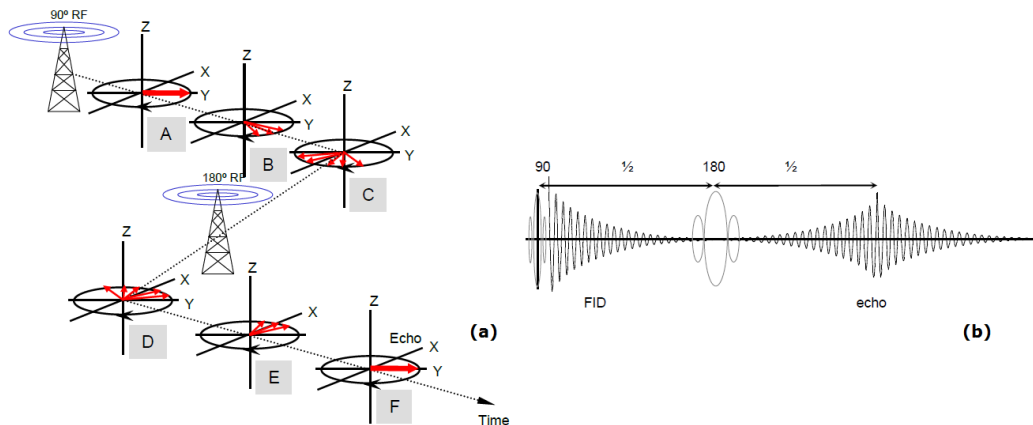 90º RF
Z
X
Y
A
Z
X
Y
B
Z
X
Y
C
180º RF
Z
X
Y
D
Z
X
Y
E
Z
Echo
X
Y
F
Time
(a)
90 ½ 180 ½
FID echo
(b)